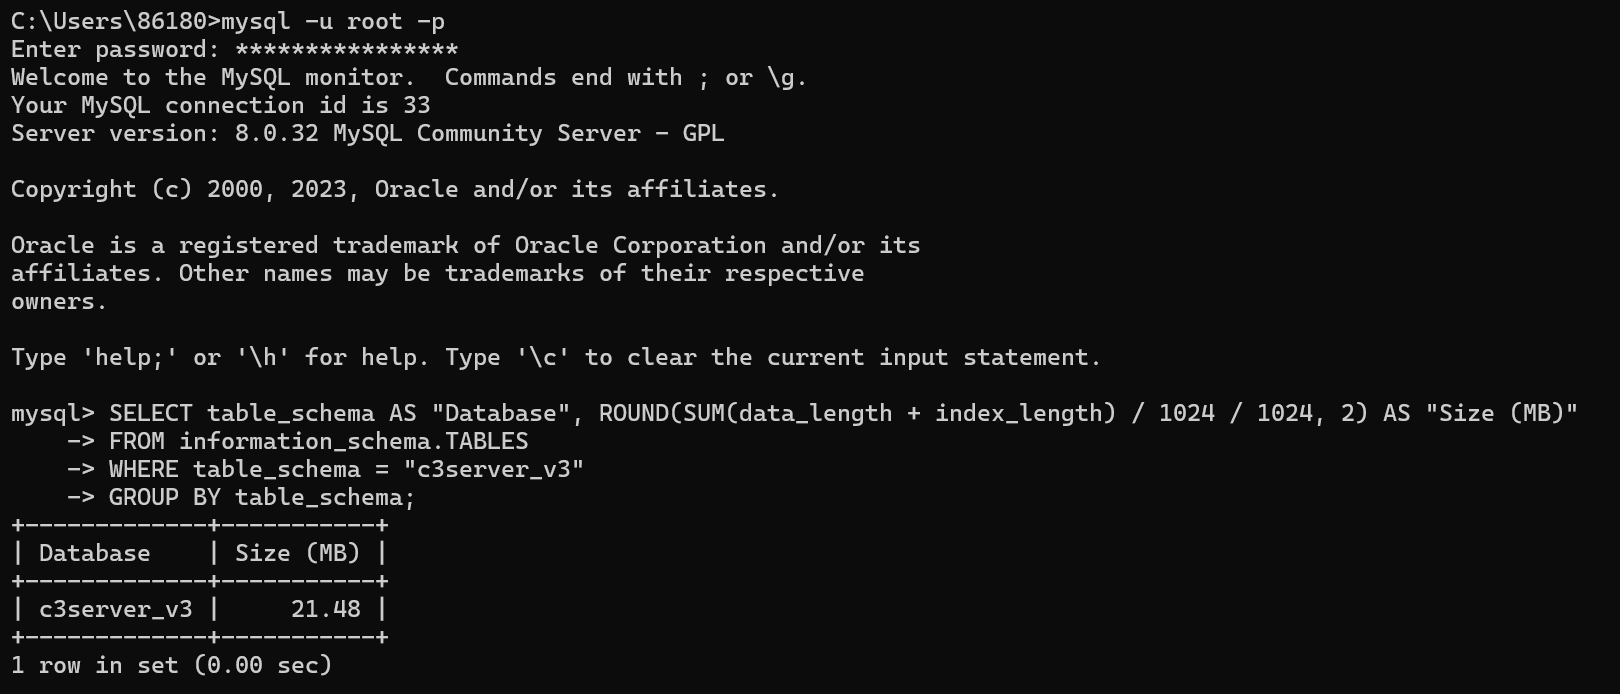 C:\Users\86180>mysql -u root -p
Enter password: ****************
Welcome to the MySQL monitor.  Commands end with ; or \g.
Your MySQL connection id is 33
Server version: 8.0.32 MySQL Community Server - GPL

Copyright (c) 2000, 2023, Oracle and/or its affiliates.

Oracle is a registered trademark of Oracle Corporation and/or its
affiliates. Other names may be trademarks of their respective
owners.

Type 'help;' or '\h' for help. Type '\c' to clear the current input statement.

mysql> SELECT table_schema AS "Database", ROUND(SUM(data_length + index_length) / 1024 / 1024, 2) AS "Size (MB)"
    -> FROM information_schema.TABLES
    -> WHERE table_schema = "c3server_v3"
    -> GROUP BY table_schema;
+-------------+-----------+
| Database    | Size (MB) |
+-------------+-----------+
| c3server_v3 |     21.48 |
+-------------+-----------+
1 row in set (0.00 sec)